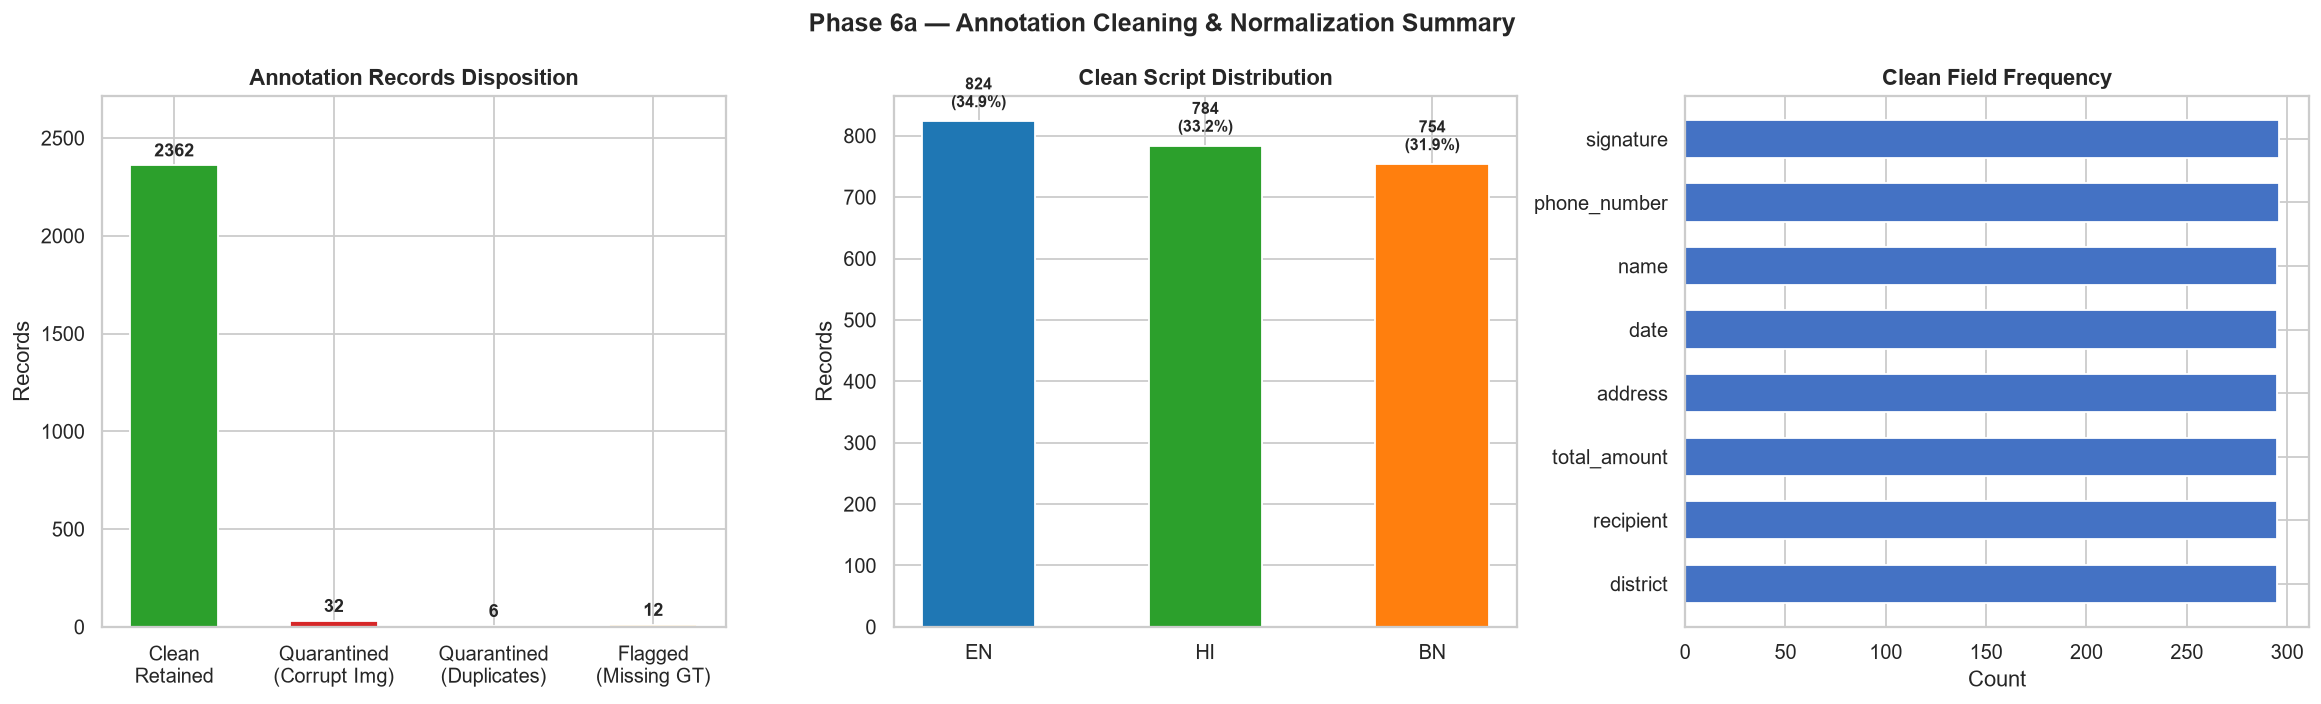 Phase 6a — Annotation Cleaning & Normalization Summary
Annotation Records Disposition
Records
2500
2000
1500
1000
500
0
2362
32
6
12
Clean
Retained
Quarantined
(Corrupt Img)
Quarantined
(Duplicates)
Flagged
(Missing GT)
Clean Script Distribution
Records
800
700
600
500
400
300
200
100
0
824
(34.9%)
784
(33.2%)
754
(31.9%)
EN
HI
BN
Clean Field Frequency
signature
phone_number
name
date
address
total_amount
recipient
district
0
50
100
150
200
250
300
Count